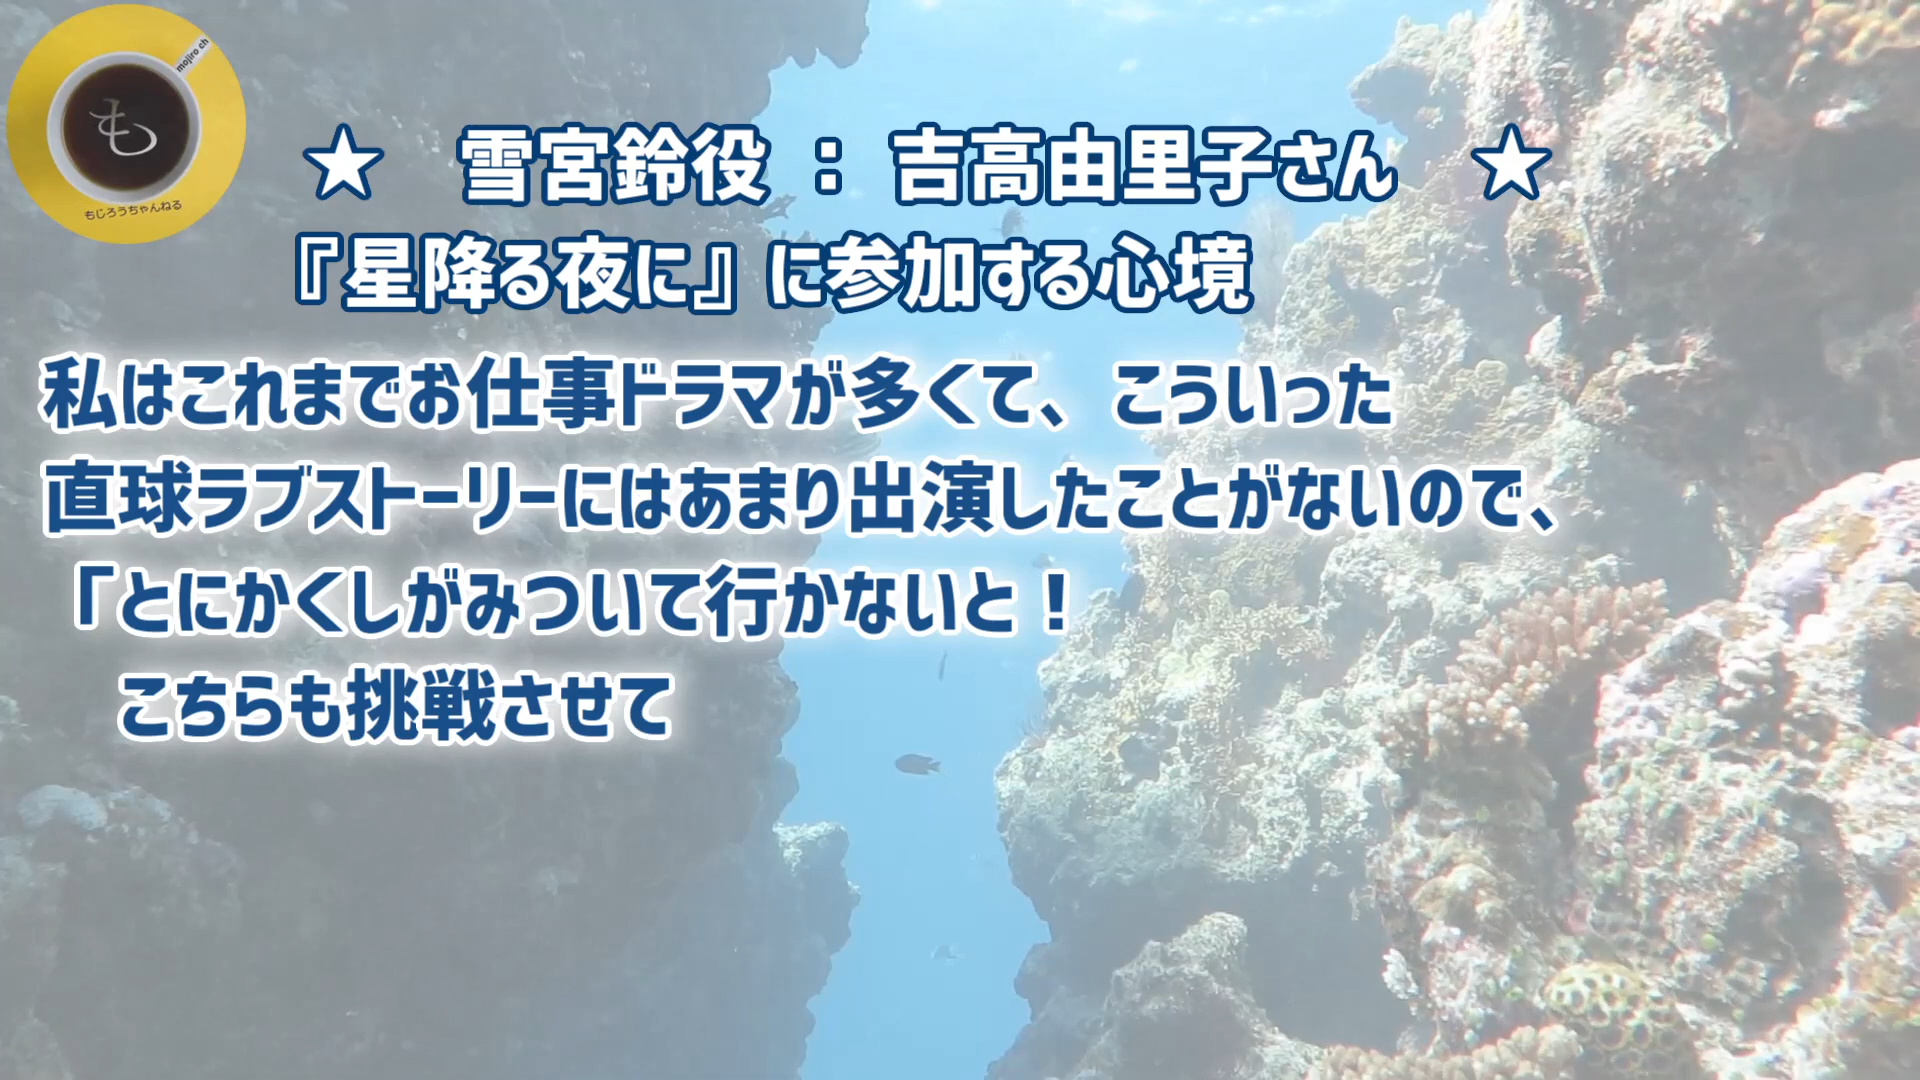 mojiro ch
も
もじろうちゃんねる
★　雪宮鈴役 ： 吉高由里子さん　★
『星降る夜に』に参加する心境
私はこれまでお仕事ドラマが多くて、こういった
直球ラブストーリーにはあまり出演したことがないので、
「とにかくしがみついて行かないと！
こちらも挑戦させて